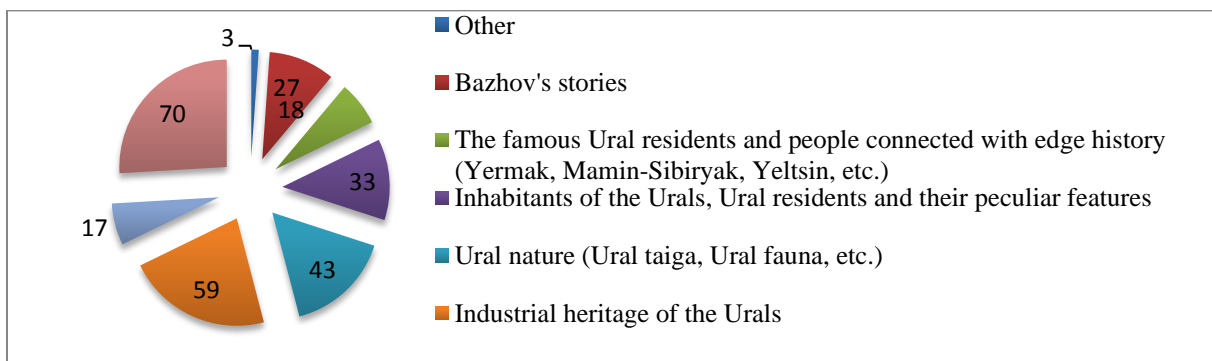 3
Other
27
18
Bazhov's stories
70
The famous Ural residents and people connected with edge history
(Yermak, Mamin-Sibiryak, Yeltsin, etc.)
33
Inhabitants of the Urals, Ural residents and their peculiar features
17
43
Ural nature (Ural taiga, Ural fauna, etc.)
59
Industrial heritage of the Urals